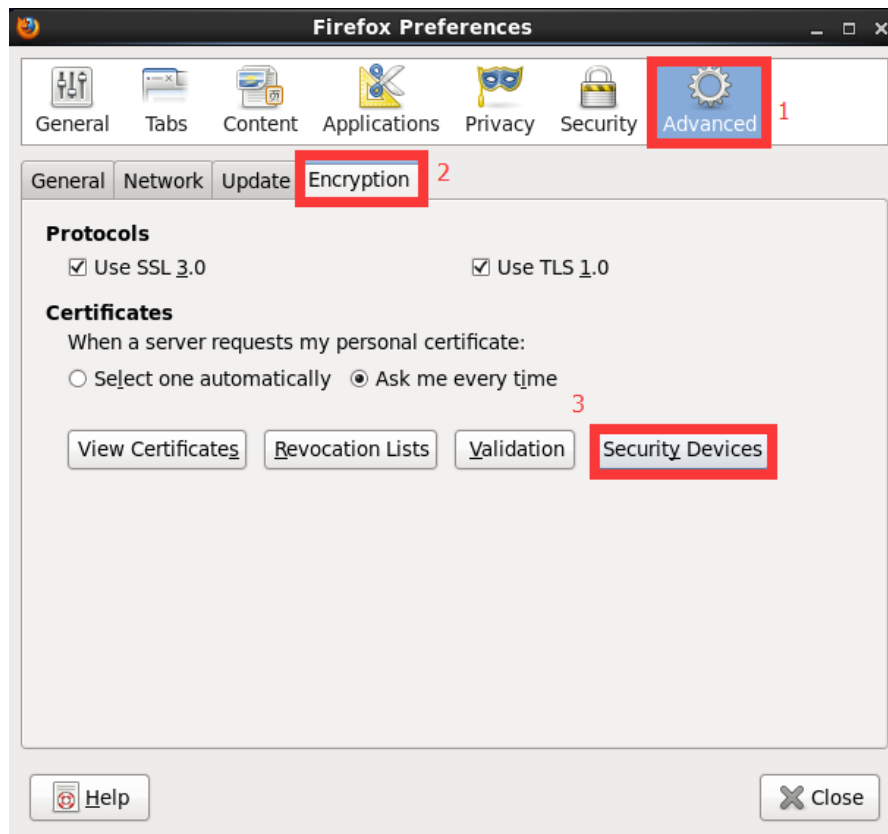 Firefox Preferences
General Tabs Content Applications Privacy Security Advanced 1
General Network Update Encryption 2
Protocols
Use SSL 3.0 Use TLS 1.0
Certificates
When a server requests my personal certificate:
Select one automatically Ask me every time
3
View Certificates Revocation Lists Validation Security Devices
Help Close